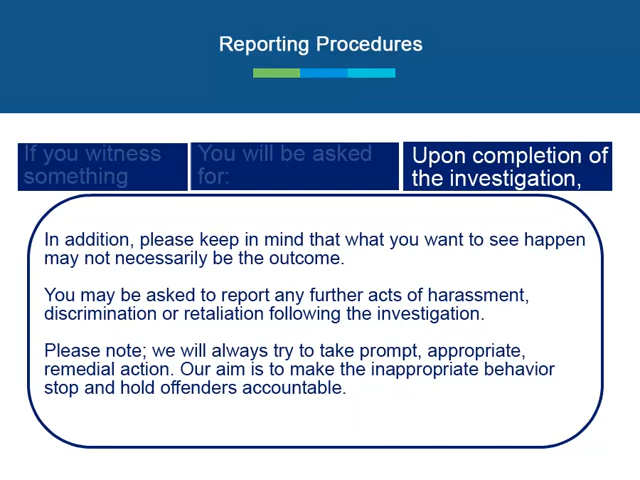 Reporting Procedures
If you witness
something
You will be asked
for:
Upon completion of
the investigation,
In addition, please keep in mind that what you want to see happen
may not necessarily be the outcome.
You may be asked to report any further acts of harassment,
discrimination or retaliation following the investigation.
Please note; we will always try to take prompt, appropriate,
remedial action. Our aim is to make the inappropriate behavior
stop and hold offenders accountable.